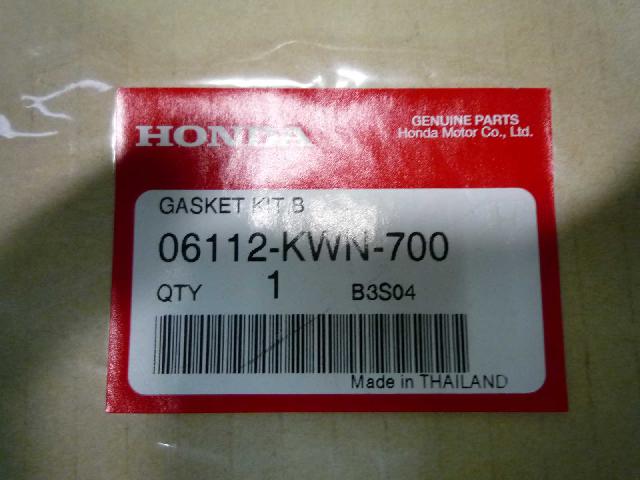 HONDA
GENUINE PARTS
Honda Motor Co., Ltd.
GASKET KIT B
06112-KWN-700
QTY 1 B3S04
Made in THAILAND